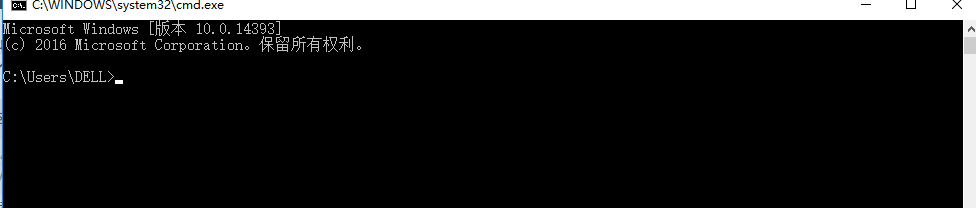 C:\WINDOWS\system32\cmd.exe
Microsoft Windows [版本 10.0.14393]
(c) 2016 Microsoft Corporation。保留所有权利。
C:\Users\DELL>